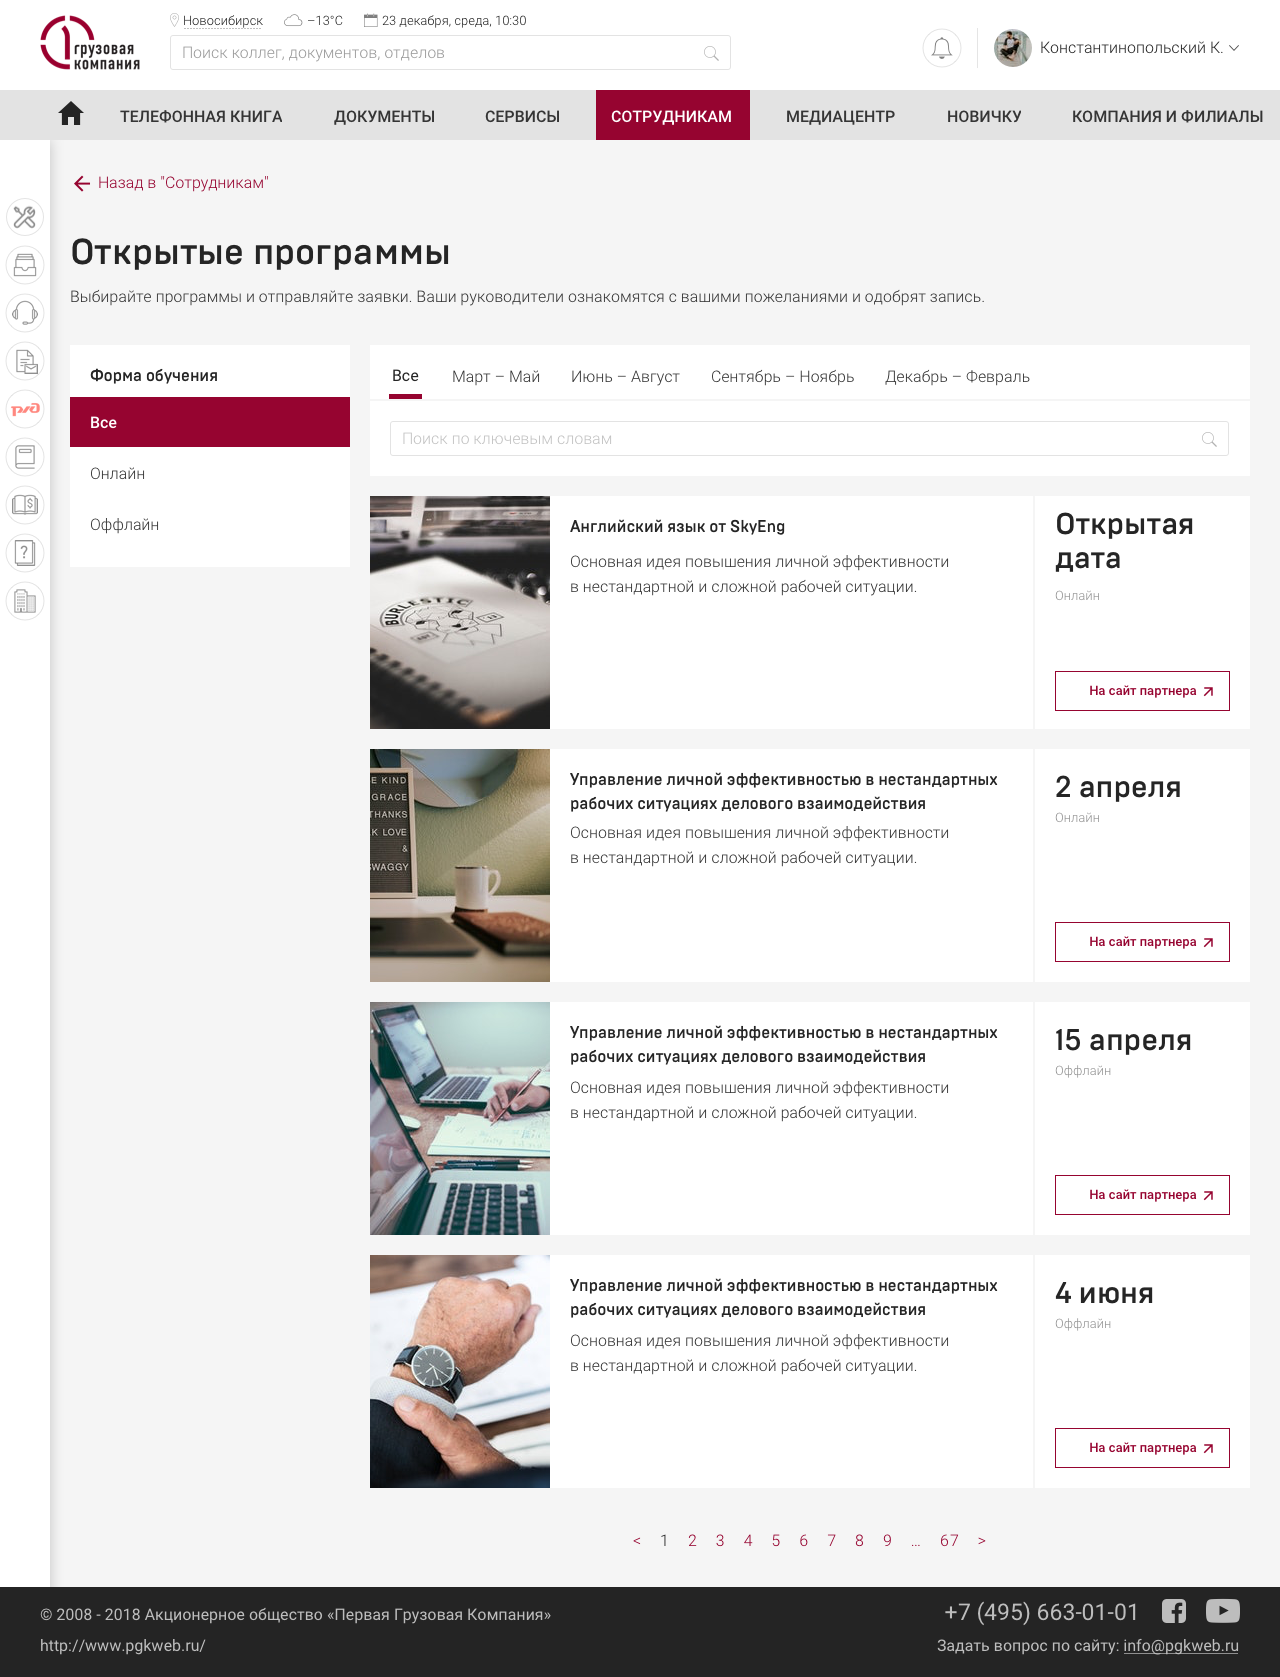 грузовая
компания
Новосибирск
−13°C
23 декабря, среда, 10:30
Поиск коллег, документов, отделов
Константинопольский К.
ТЕЛЕФОННАЯ КНИГА
ДОКУМЕНТЫ
СЕРВИСЫ
СОТРУДНИКАМ
МЕДИАЦЕНТР
НОВИЧКУ
КОМПАНИЯ И ФИЛИАЛЫ
Назад в "Сотрудникам"
Открытые программы
Выбирайте программы и отправляйте заявки. Ваши руководители ознакомятся с вашими пожеланиями и одобрят запись.
Форма обучения
Все
Онлайн
Оффлайн
Все
Март – Май
Июнь – Август
Сентябрь – Ноябрь
Декабрь – Февраль
Поиск по ключевым словам
BURLESTIC
Английский язык от SkyEng
Основная идея повышения личной эффективности
в нестандартной и сложной рабочей ситуации.
Открытая
дата
Онлайн
На сайт партнера
E KIND
GRACE
THANKS
K LOVE
&
SWAGGY
Управление личной эффективностью в нестандартных
рабочих ситуациях делового взаимодействия
Основная идея повышения личной эффективности
в нестандартной и сложной рабочей ситуации.
2 апреля
Онлайн
На сайт партнера
Управление личной эффективностью в нестандартных
рабочих ситуациях делового взаимодействия
Основная идея повышения личной эффективности
в нестандартной и сложной рабочей ситуации.
15 апреля
Оффлайн
На сайт партнера
Управление личной эффективностью в нестандартных
рабочих ситуациях делового взаимодействия
Основная идея повышения личной эффективности
в нестандартной и сложной рабочей ситуации.
4 июня
Оффлайн
На сайт партнера
< 1 2 3 4 5 6 7 8 9 ... 67 >
© 2008 - 2018 Акционерное общество «Первая Грузовая Компания»
http://www.pgkweb.ru/
+7 (495) 663-01-01
Задать вопрос по сайту: info@pgkweb.ru